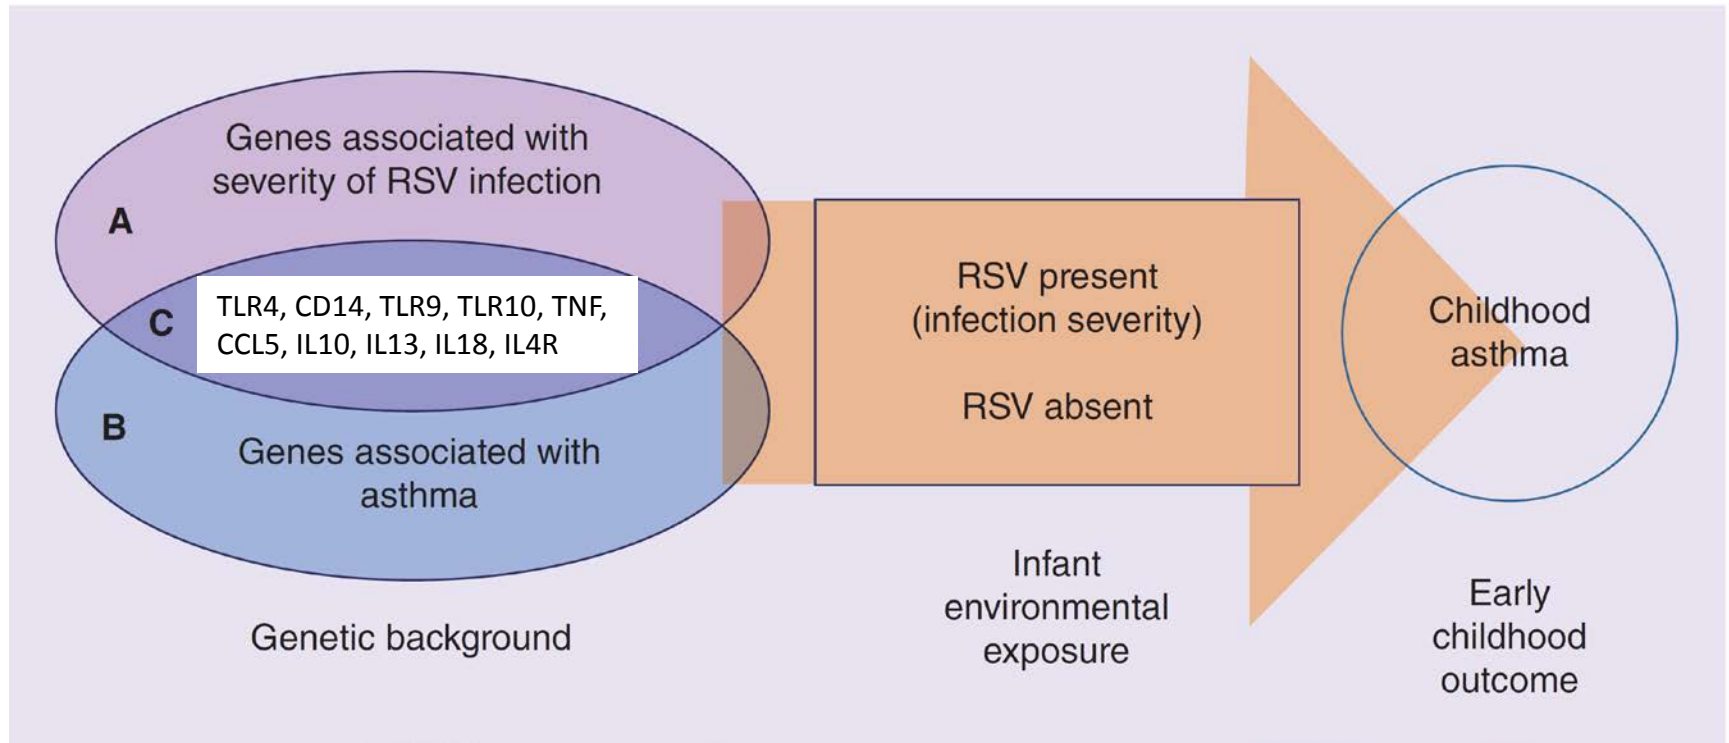 Genes associated with
severity of RSV infection
A
C
TLR4, CD14, TLR9, TLR10, TNF,
CCL5, IL10, IL13, IL18, IL4R
B
Genes associated with
asthma
Genetic background
RSV present
(infection severity)
RSV absent
Infant
environmental
exposure
Childhood
asthma
Early
childhood
outcome